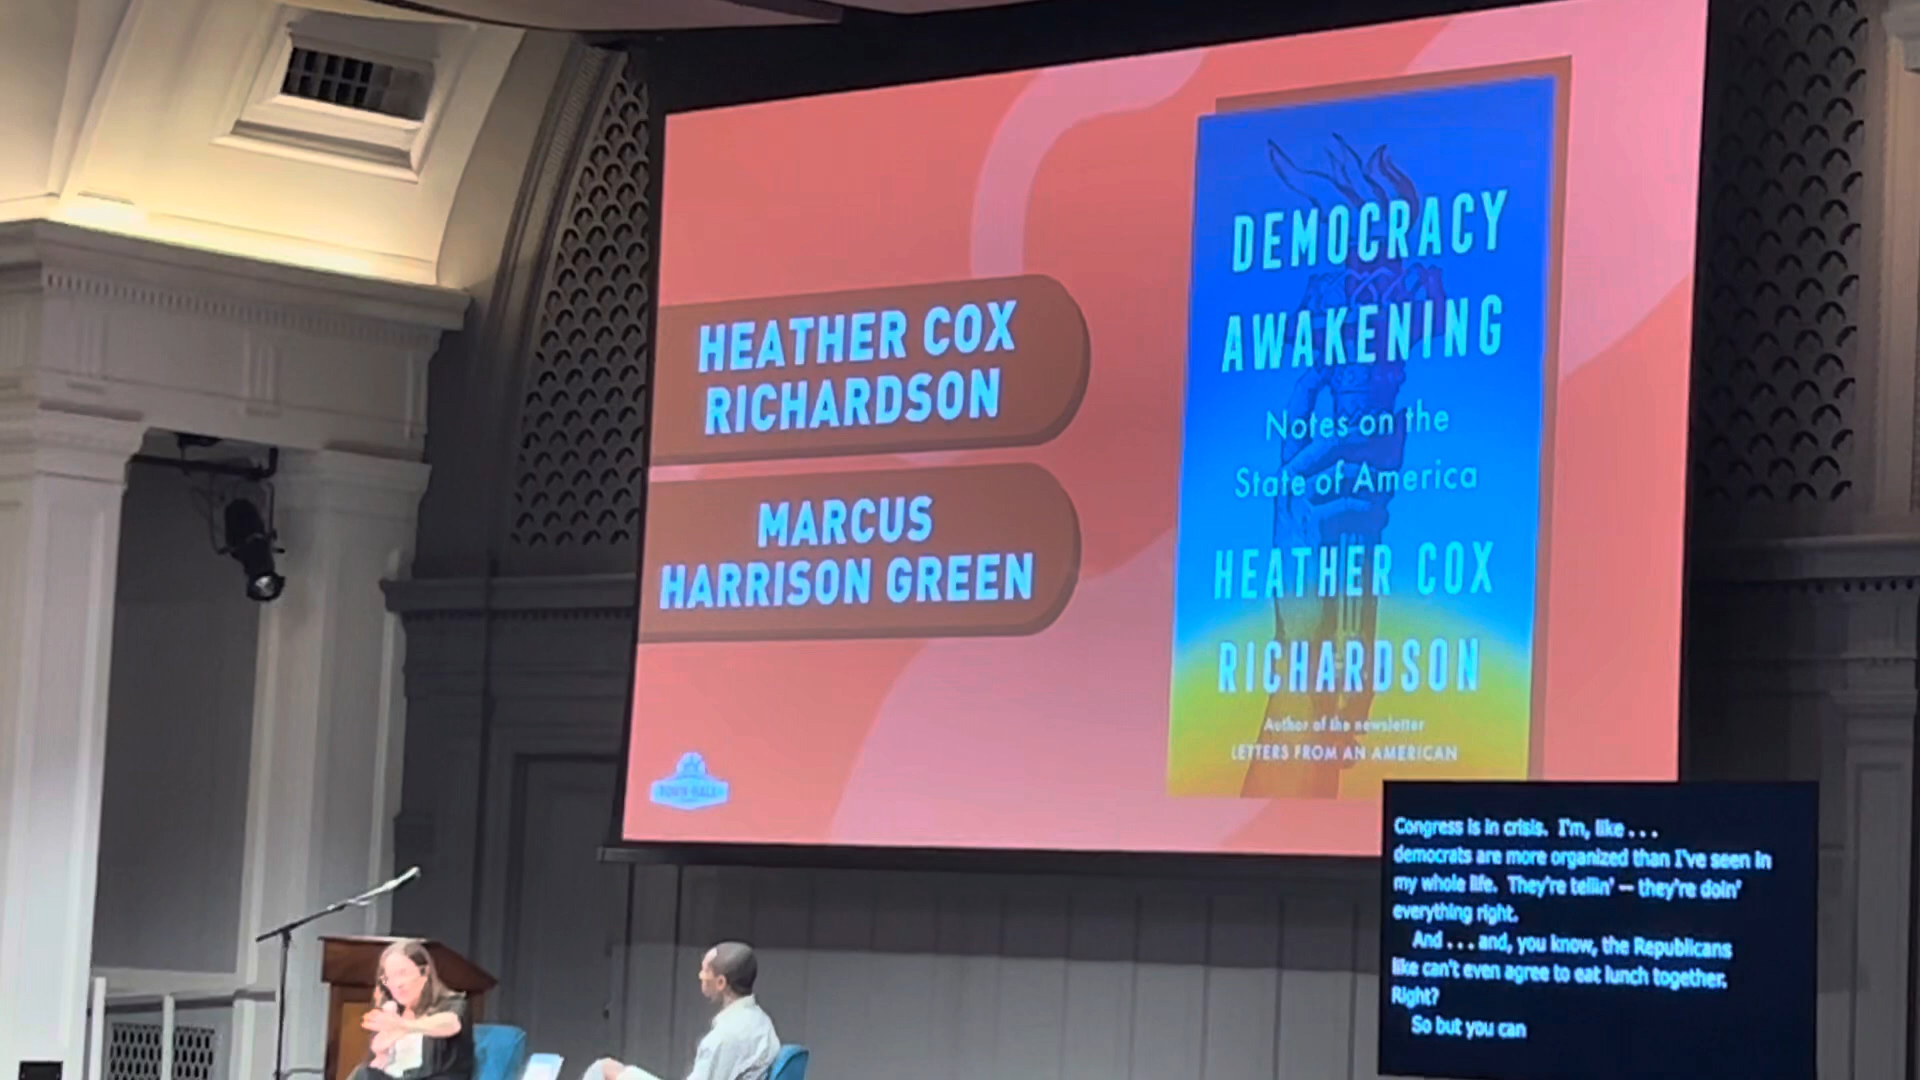 HEATHER COX
RICHARDSON
MARCUS
HARRISON GREEN
DEMOCRACY
AWAKENING
Notes on the
State of America
HEATHER COX
RICHARDSON
Author of the newsletter
LETTERS FROM AN AMERICAN
TOWN HALL
Congress is in crisis. I'm, like . . .
democrats are more organized than I've seen in
my whole life. They're tellin' — they're doin'
everything right.
And . . . and, you know, the Republicans
like can't even agree to eat lunch together.
Right?
So but you can